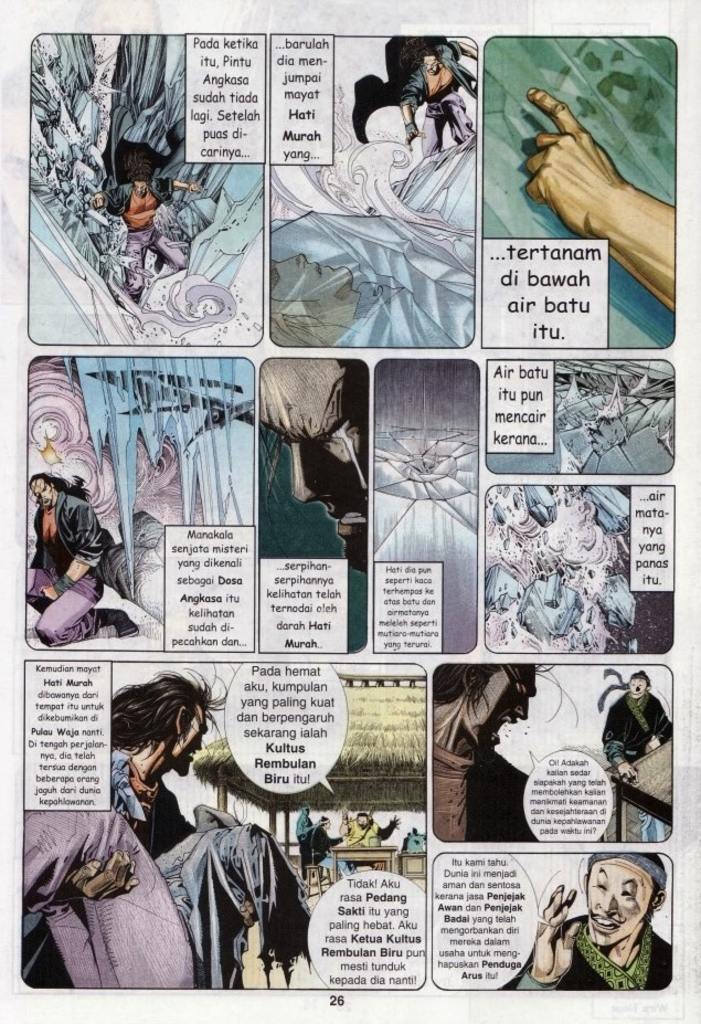 Pada ketika
itu, Pintu
Angkasa
sudah tiada
lagi. Setelah
puas di-
carinya...
...barulah
dia men-
jumpai
mayat
Hati
Murah
yang...
...tertanam
di bawah
air batu
itu.
Manakala
senjata misteri
yang dikenali
sebagai Dosa
Angkasa itu
kelihatan
sudah di-
pecahkan dan...
...serpihan-
serpihannya
kelihatan telah
ternodai oleh
darah Hati
Murah..
Hati dia pun
seperti kaca
terhempas ke
atas batu dan
airmatanya
meleleh seperti
mutiara-mutiara
yang terurai.
Air batu
itu pun
mencair
kerana...
...air
mata-
nya
yang
panas
itu.
Kemudian mayat
Hati Murah
dibawanya dari
tempat itu untuk
dikebumikan di
Pulau Waja nanti.
Di tengah perjalan-
nya, dia telah
tersua dengan
beberapa orang
jaguh dari dunia
kepahlawanan.
Pada hemat
aku, kumpulan
yang paling kuat
dan berpengaruh
sekarang ialah
Kultus
Rembulan
Biru itu!
Tidak! Aku
rasa Pedang
Sakti itu yang
paling hebat. Aku
rasa Ketua Kultus
Rembulan Biru pun
mesti tunduk
kepada dia nanti!
Oi! Adakah
kalian sedar
siapakah yang telah
membolehkan kalian
menikmati keamanan
dan kesejahteraan di
dunia kepahlawanan
pada waktu ini?
Itu kami tahu.
Dunia ini menjadi
aman dan sentosa
kerana jasa Penjejak
Awan dan Penjejak
Badai yang telah
mengorbankan diri
mereka dalam
usaha untuk meng-
hapuskan Penduga
Arus itu!
26